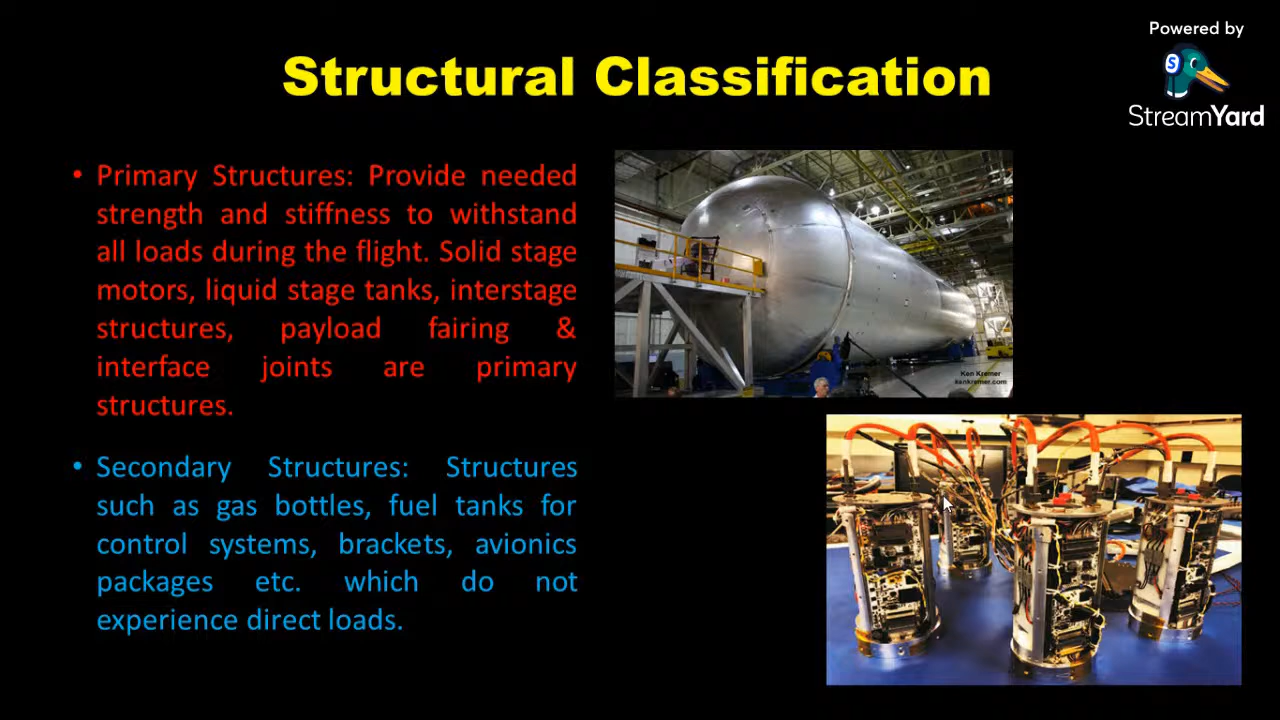 Powered by
StreamYard
Structural Classification
• Primary Structures: Provide needed
strength and stiffness to withstand
all loads during the flight. Solid stage
motors, liquid stage tanks, interstage
structures, payload fairing &
interface joints are primary
structures.
• Secondary Structures: Structures
such as gas bottles, fuel tanks for
control systems, brackets, avionics
packages etc. which do not
experience direct loads.
Ken Kremer
kenkremer.com